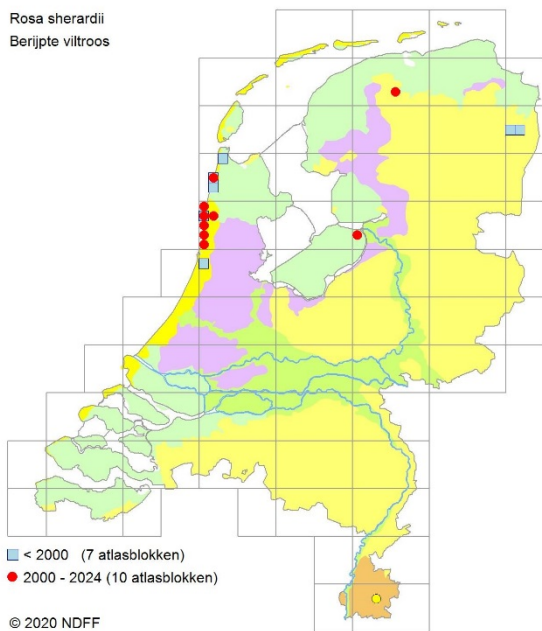 Rosa sherardii
Berijpte viltroos
< 2000 (7 atlasblokken)
2000 - 2024 (10 atlasblokken)
© 2020 NDFF